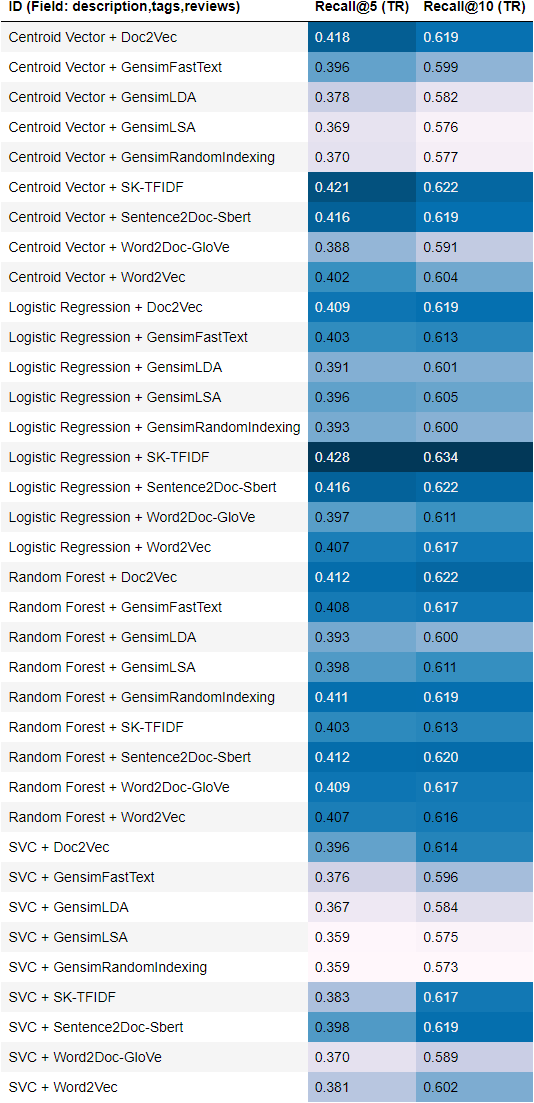 ID (Field: description,tags,reviews) Recall@5 (TR) Recall@10 (TR)
Centroid Vector + Doc2Vec 0.418 0.619
Centroid Vector + GensimFastText 0.396 0.599
Centroid Vector + GensimLDA 0.378 0.582
Centroid Vector + GensimLSA 0.369 0.576
Centroid Vector + GensimRandomIndexing 0.370 0.577
Centroid Vector + SK-TFIDF 0.421 0.622
Centroid Vector + Sentence2Doc-Sbert 0.416 0.619
Centroid Vector + Word2Doc-GloVe 0.388 0.591
Centroid Vector + Word2Vec 0.402 0.604
Logistic Regression + Doc2Vec 0.409 0.619
Logistic Regression + GensimFastText 0.403 0.613
Logistic Regression + GensimLDA 0.391 0.601
Logistic Regression + GensimLSA 0.396 0.605
Logistic Regression + GensimRandomIndexing 0.393 0.600
Logistic Regression + SK-TFIDF 0.428 0.634
Logistic Regression + Sentence2Doc-Sbert 0.416 0.622
Logistic Regression + Word2Doc-GloVe 0.397 0.611
Logistic Regression + Word2Vec 0.407 0.617
Random Forest + Doc2Vec 0.412 0.622
Random Forest + GensimFastText 0.408 0.617
Random Forest + GensimLDA 0.393 0.600
Random Forest + GensimLSA 0.398 0.611
Random Forest + GensimRandomIndexing 0.411 0.619
Random Forest + SK-TFIDF 0.403 0.613
Random Forest + Sentence2Doc-Sbert 0.412 0.620
Random Forest + Word2Doc-GloVe 0.409 0.617
Random Forest + Word2Vec 0.407 0.616
SVC + Doc2Vec 0.396 0.614
SVC + GensimFastText 0.376 0.596
SVC + GensimLDA 0.367 0.584
SVC + GensimLSA 0.359 0.575
SVC + GensimRandomIndexing 0.359 0.573
SVC + SK-TFIDF 0.383 0.617
SVC + Sentence2Doc-Sbert 0.398 0.619
SVC + Word2Doc-GloVe 0.370 0.589
SVC + Word2Vec 0.381 0.602